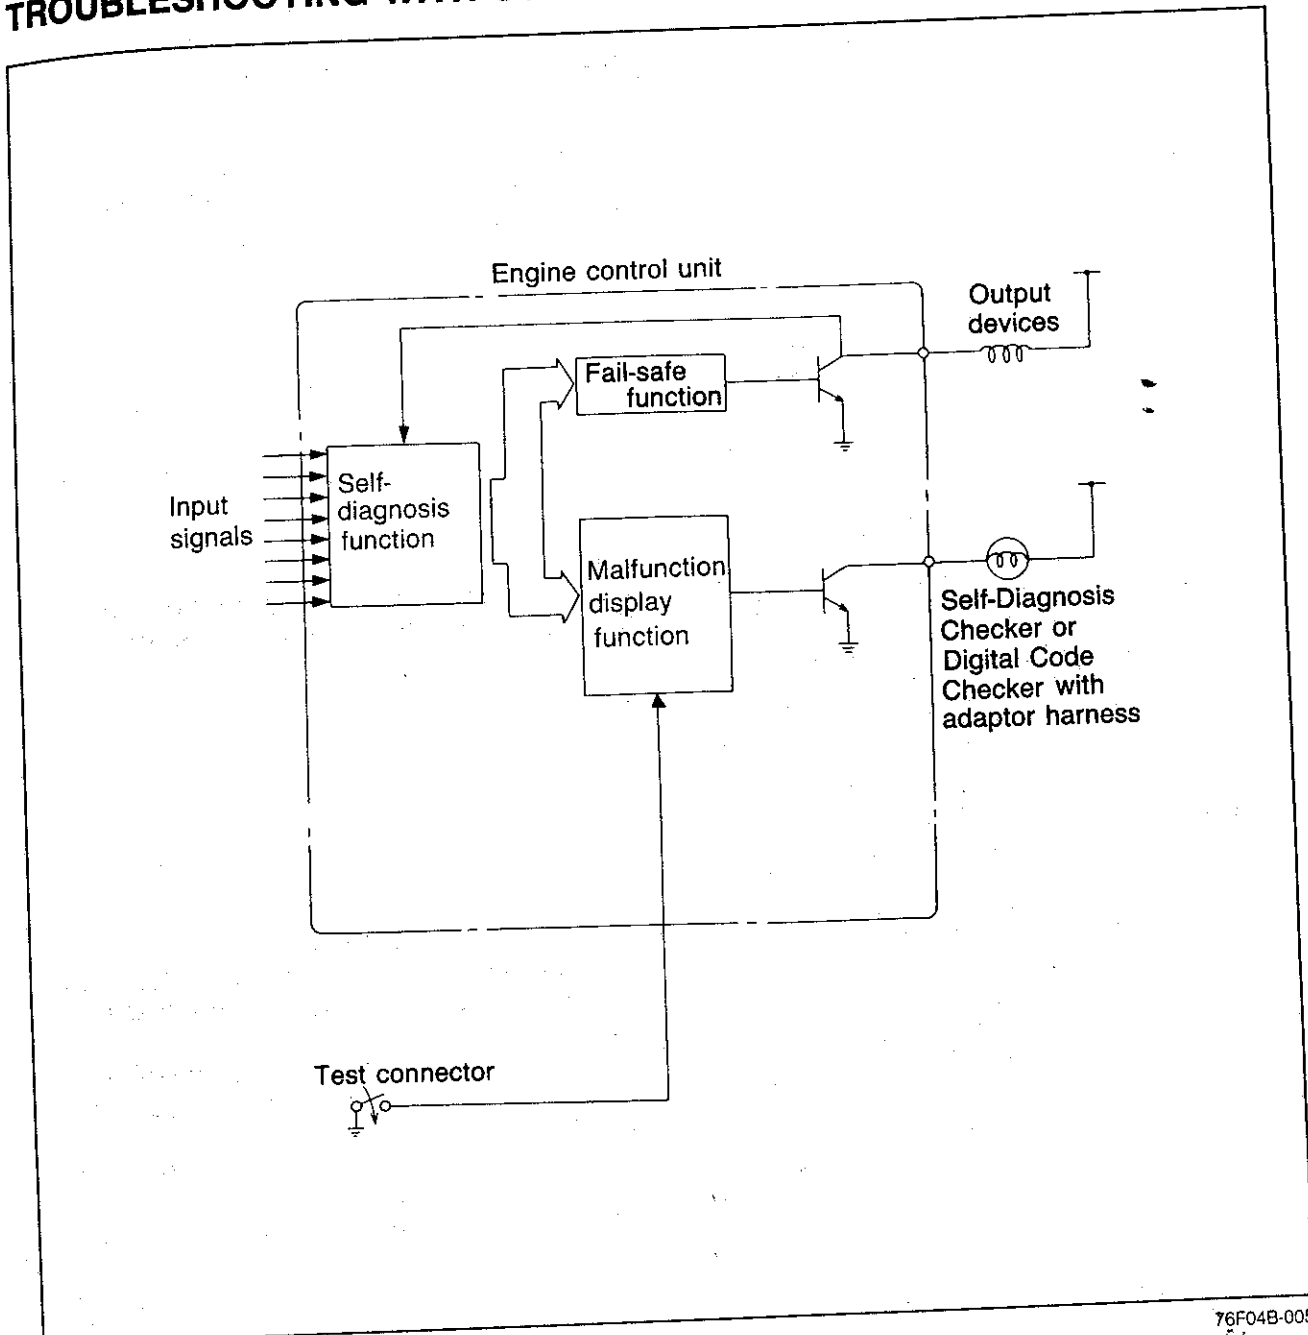 TROUBLESHOOTING
Engine control unit
Output
devices
Fail-safe
function
Input
signals
Self-
diagnosis
function
Malfunction
display
function
Self-Diagnosis
Checker or
Digital Code
Checker with
adaptor harness
Test connector
76F04B-005